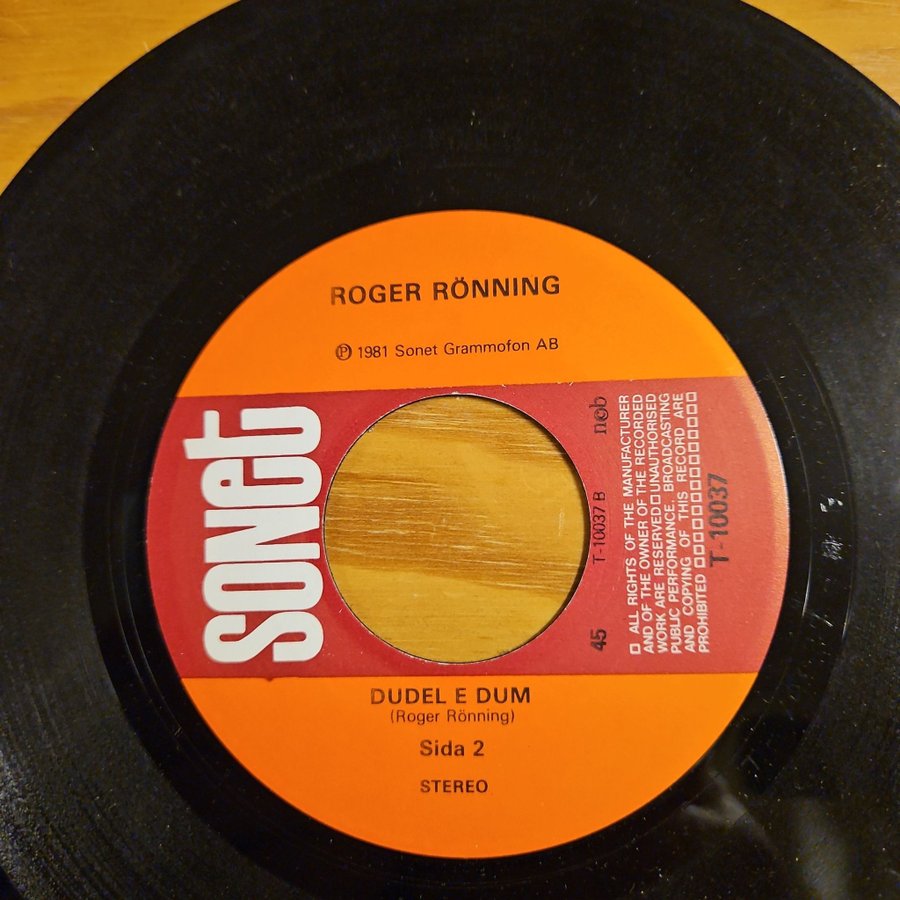 ROGER RÖNNING
℗ 1981 Sonet Grammofon AB
sonet
n©b
T-10037 B
45
□ ALL RIGHTS OF THE MANUFACTURER
AND OF THE OWNER OF THE RECORDED
WORK ARE RESERVED □ UNAUTHORISED
PUBLIC PERFORMANCE, BROADCASTING
AND COPYING OF THIS RECORD ARE
PROHIBITED □□□□□□□□□□□□□□
T-10037
DUDEL E DUM
(Roger Rönning)
Sida 2
STEREO